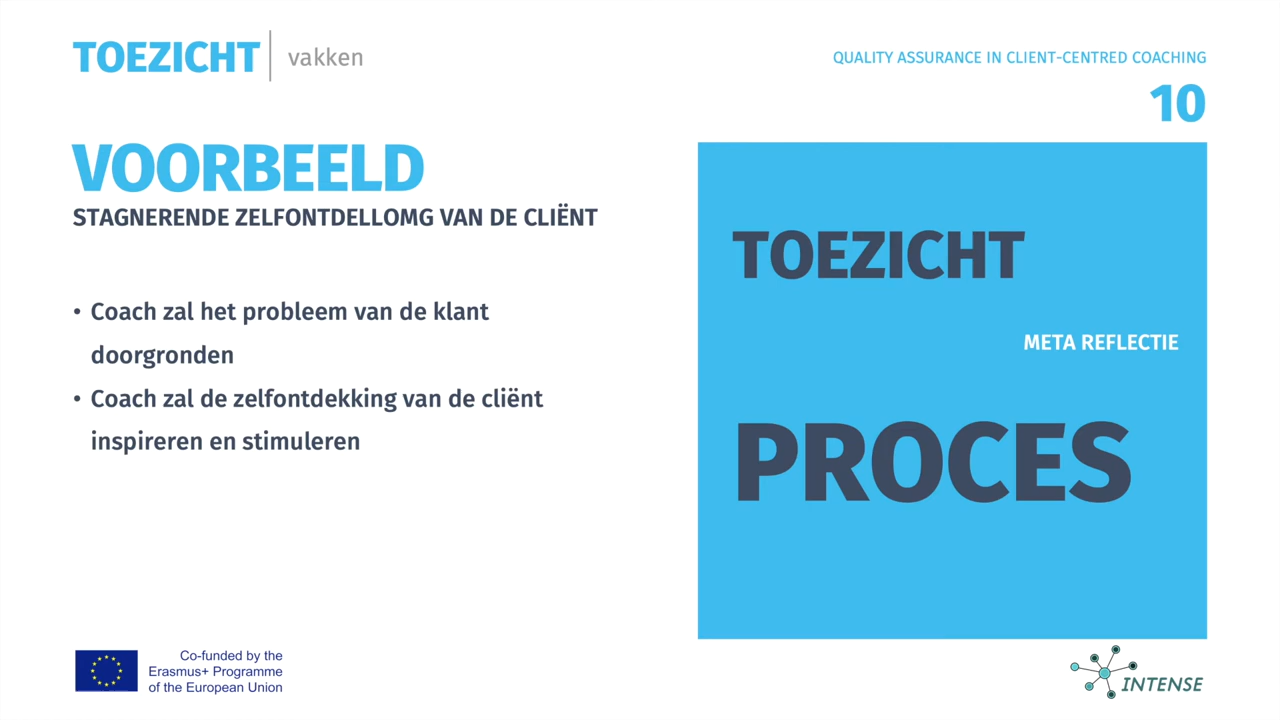 TOEZICHT
vakken
QUALITY ASSURANCE IN CLIENT-CENTRED COACHING
10
VOORBEELD
STAGNERENDE ZELFONTDELLOMG VAN DE CLIËNT
• Coach zal het probleem van de klant
doorgronden
• Coach zal de zelfontdekking van de cliënt
inspireren en stimuleren
TOEZICHT
META REFLECTIE
PROCES
Co-funded by the
Erasmus+ Programme
of the European Union
INTENSE